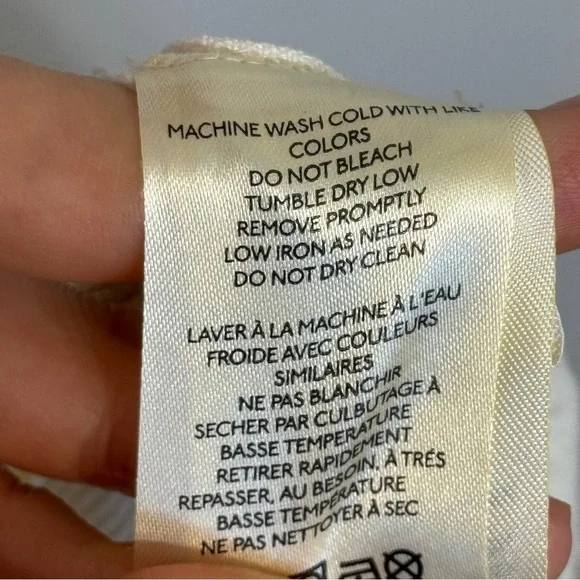 MACHINE WASH COLD WITH LIKE
COLORS
DO NOT BLEACH
TUMBLE DRY LOW
REMOVE PROMPTLY
LOW IRON AS NEEDED
DO NOT DRY CLEAN
LAVER À LA MACHINE À L'EAU
FROIDE AVEC COULEURS
SIMILAIRES
NE PAS BLANCHIR
SECHER PAR CULBUTAGE À
BASSE TEMPERATURE
RETIRER RAPIDEMENT
REPASSER, AU BESOIN, À TRÉS
BASSE TEMPÉRATURE
NE PAS NETTOYER À SEC